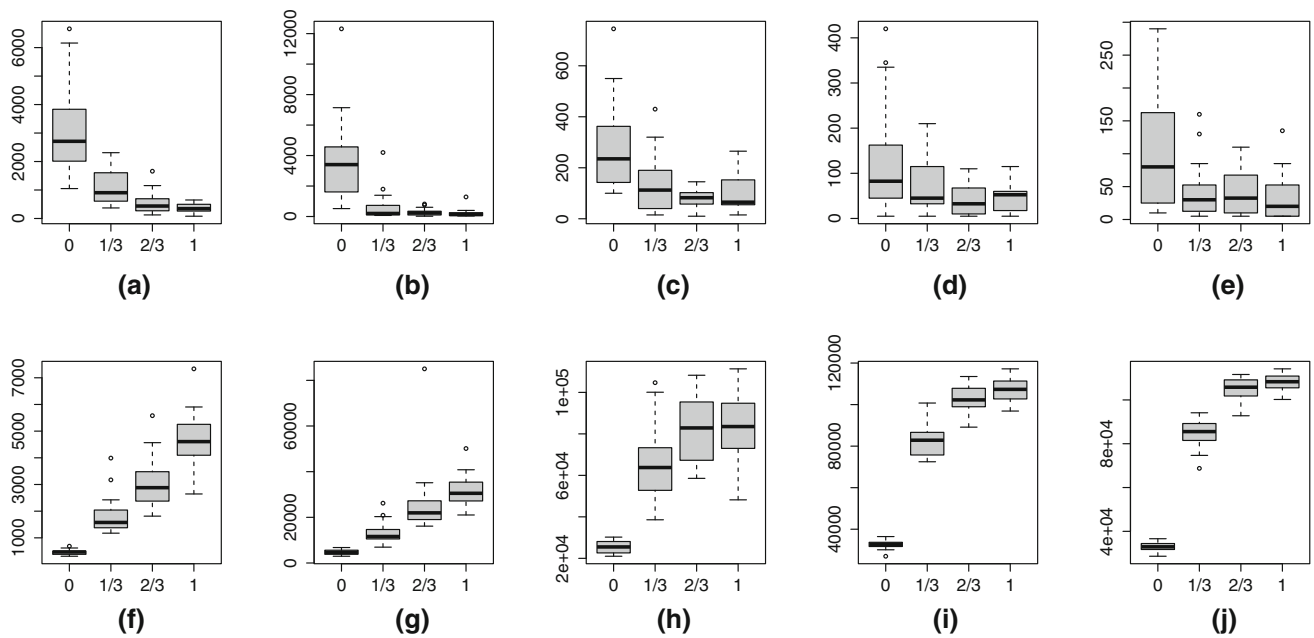 6000
4000
2000
0
0 1/3 2/3 1
(a)
12000
8000
4000
0
0 1/3 2/3 1
(b)
600
400
200
0
0 1/3 2/3 1
(c)
400
300
200
100
0
0 1/3 2/3 1
(d)
250
150
50
0
0 1/3 2/3 1
(e)
7000
5000
3000
1000
0 1/3 2/3 1
(f)
60000
20000
0
0 1/3 2/3 1
(g)
1e+05
6e+04
2e+04
0 1/3 2/3 1
(h)
120000
80000
40000
0 1/3 2/3 1
(i)
8e+04
4e+04
0 1/3 2/3 1
(j)